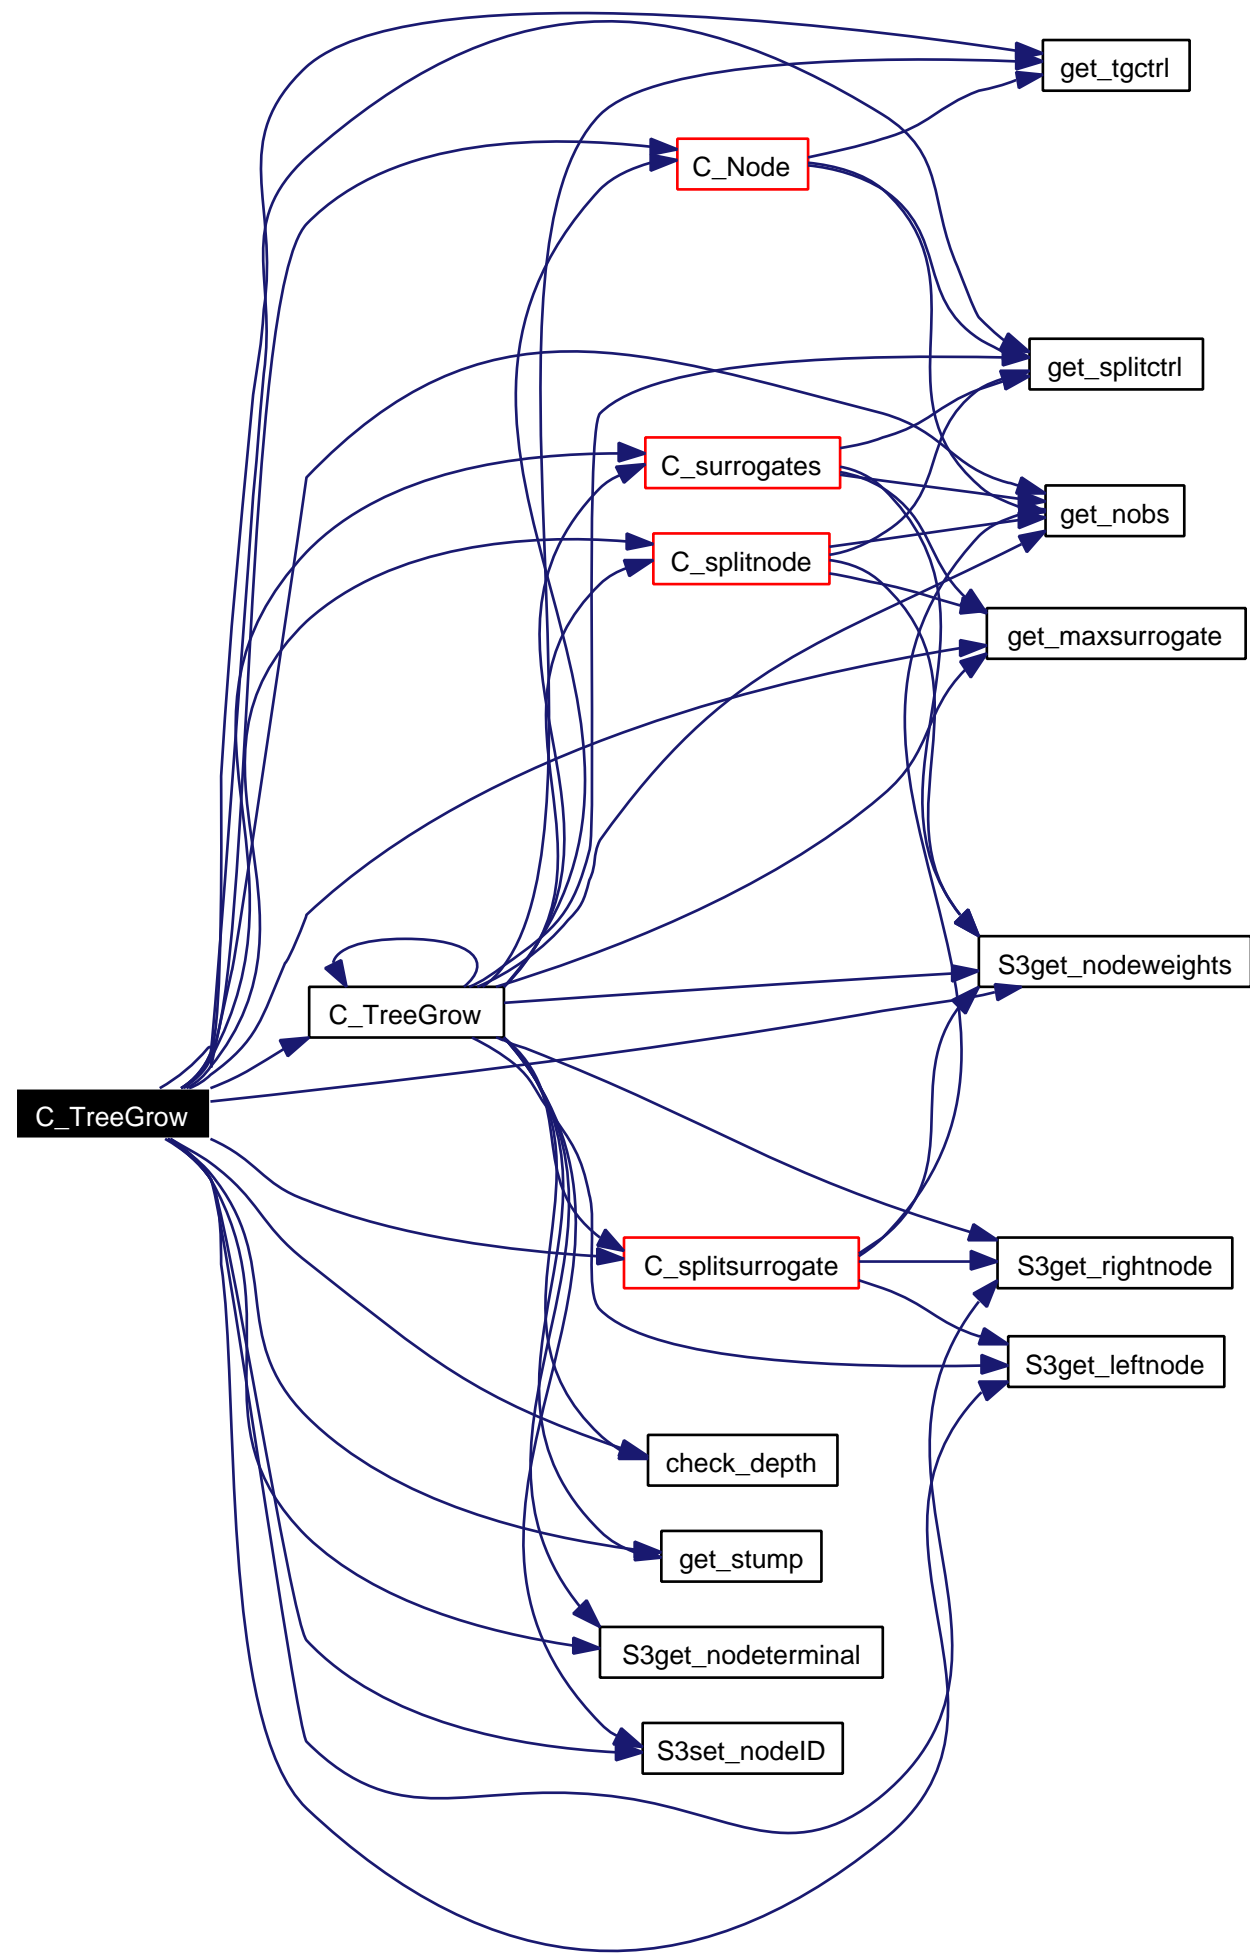 get_tgctrl
C_Node
get_splitctrl
C_surrogates
get_nobs
C_splitnode
get_maxsurrogate
S3get_nodeweights
C_TreeGrow
C_TreeGrow
C_splitsurrogate
S3get_rightnode
S3get_leftnode
check_depth
get_stump
S3get_nodeterminal
S3set_nodeID